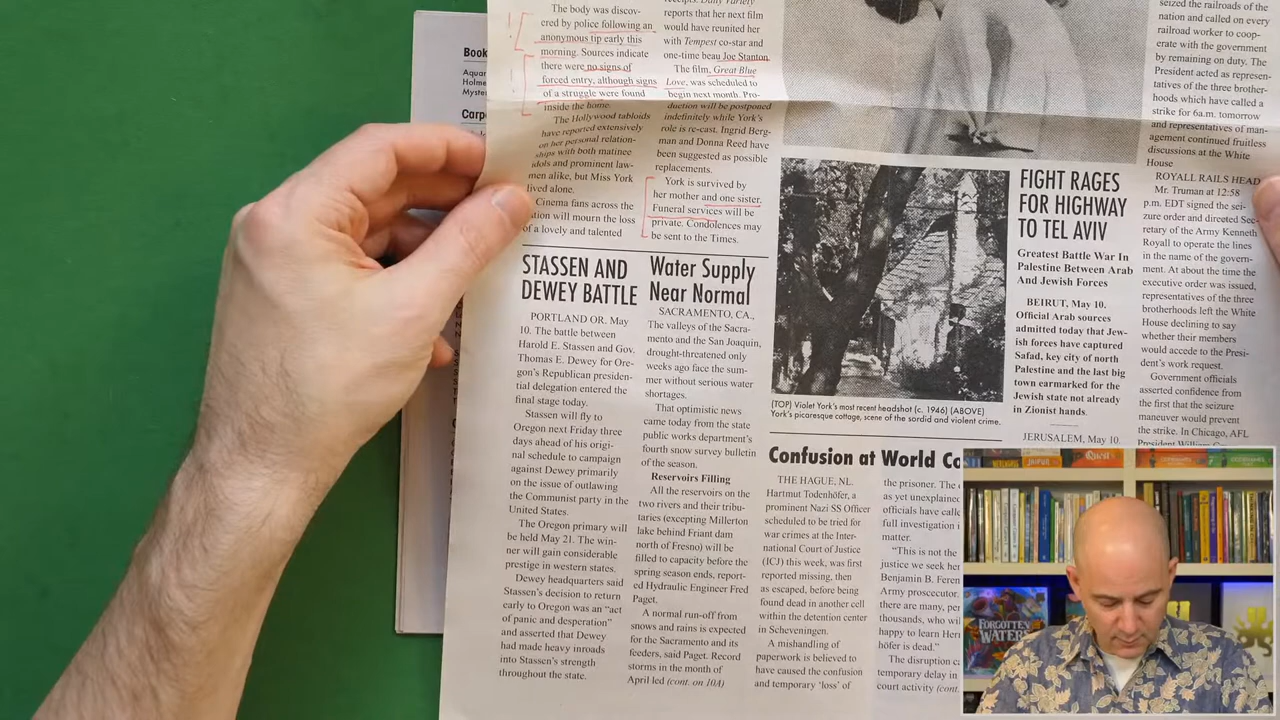 Book
Aquar
Holme
Myste
Carp
The body was discov-
ered by police following an
anonymous tip early this
morning. Sources indicate
there were no signs of
forced entry, although signs
of a struggle were found
inside the home.
The Hollywood tabloids
have reported extensively
on her personal relation-
ships with both matinee
idols and prominent law-
men alike, but Miss York
lived alone.
Cinema fans across the
will mourn the loss
of a lovely and talented
reports that her next film
would have reunited her
with Tempest co-star and
one-time beau Joe Stanton.
The film, Great Blue
Love, was scheduled to
begin next month. Pro-
duction will be postponed
indefinitely while York's
role is re-cast. Ingrid Berg-
man and Donna Reed have
been suggested as possible
replacements.
York is survived by
her mother and one sister.
Funeral services will be
private. Condolences may
be sent to the Times.
STASSEN AND
DEWEY BATTLE
PORTLAND OR. May
10. The battle between
Harold E. Stassen and Gov.
Thomas E. Dewey for Ore-
gon's Republican presiden-
tial delegation entered the
final stage today.
Stassen will fly to
Oregon next Friday three
days ahead of his origi-
nal schedule to campaign
against Dewey primarily
on the issue of outlawing
the Communist party in the
United States.
The Oregon primary will
be held May 21. The win-
ner will gain considerable
prestige in western states.
Dewey headquarters said
Stassen's decision to return
early to Oregon was an "act
of panic and desperation"
and asserted that Dewey
had made heavy inroads
into Stassen's strength
throughout the state.
Water Supply
Near Normal
SACRAMENTO, CA.,
The valleys of the Sacra-
mento and the San Joaquin,
drought-threatened only
weeks ago face the sum-
mer without serious water
shortages.
That optimistic news
came today from the state
public works department's
fourth snow survey bulletin
of the season.
Reservoirs Filling
All the reservoirs on the
two rivers and their tribu-
taries (excepting Millerton
lake behind Friant dam
north of Fresno) will be
filled to capacity before the
spring season ends, report-
ed Hydraulic Engineer Fred
Paget.
A normal run-off from
snows and rains is expected
for the Sacramento and its
feeders, said Paget. Record
storms in the month of
April led (cont. on 10A)
(TOP) Violet York's most recent headshot (c. 1946) (ABOVE)
York's picaresque cottage, scene of the sordid and violent crime.
Confusion at World Co
THE HAGUE, NL.
Hartmut Todenhöfer, a
prominent Nazi SS Officer
scheduled to be tried for
war crimes at the Inter-
national Court of Justice
(ICJ) this week, was first
reported missing, then
as escaped, before being
found dead in another cell
within the detention center
in Scheveningen.
A mishandling of
paperwork is believed to
have caused the confusion
and temporary 'loss' of
the prisoner. The
as yet unexplaine
officials have calle
full investigation i
matter.
"This is not the
justice we seek her
Benjamin B. Feren
Army proscecutor.
there are many, per
thousands, who wil
happy to learn Her
höfer is dead."
The disruption ca
temporary delay in
court activity (cont.
FIGHT RAGES
FOR HIGHWAY
TO TEL AVIV
Greatest Battle War In
Palestine Between Arab
And Jewish Forces
BEIRUT, May 10.
Official Arab sources
admitted today that Jew-
ish forces have captured
Safad, key city of north
Palestine and the last big
town earmarked for the
Jewish state not already
in Zionist hands.
JERUSALEM, May 10.
seized the railroads of the
nation and called on every
railroad worker to coop-
erate with the government
by remaining on duty. The
President acted as represen-
tatives of the three brother-
hoods which have called a
strike for 6a.m. tomorrow
and representatives of man-
agement continued fruitless
discussions at the White
House
ROYALL RAILS HEAD
Mr. Truman at 12:58
p.m. EDT signed the sei-
zure order and directed Sec-
retary of the Army Kenneth
Royall to operate the lines
in the name of the govern-
ment. At about the time the
executive order was issued,
representatives of the three
brotherhoods left the White
House declining to say
whether their members
would accede to the Presi-
dent's work request.
Government officials
asserted confidence from
the first that the seizure
maneuver would prevent
the strike. In Chicago, AFL
President William
JAIPUR
Quest
FORGOTTEN
WATERS